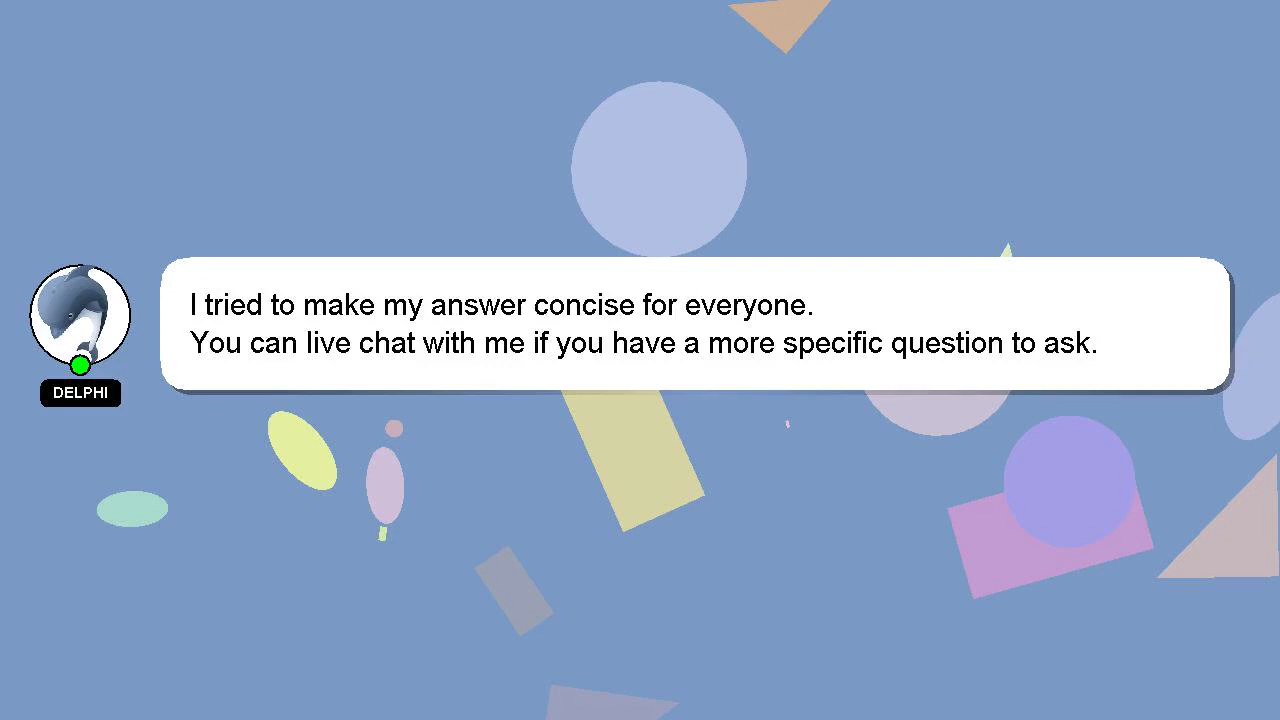 I tried to make my answer concise for everyone.
You can live chat with me if you have a more specific question to ask.
DELPHI